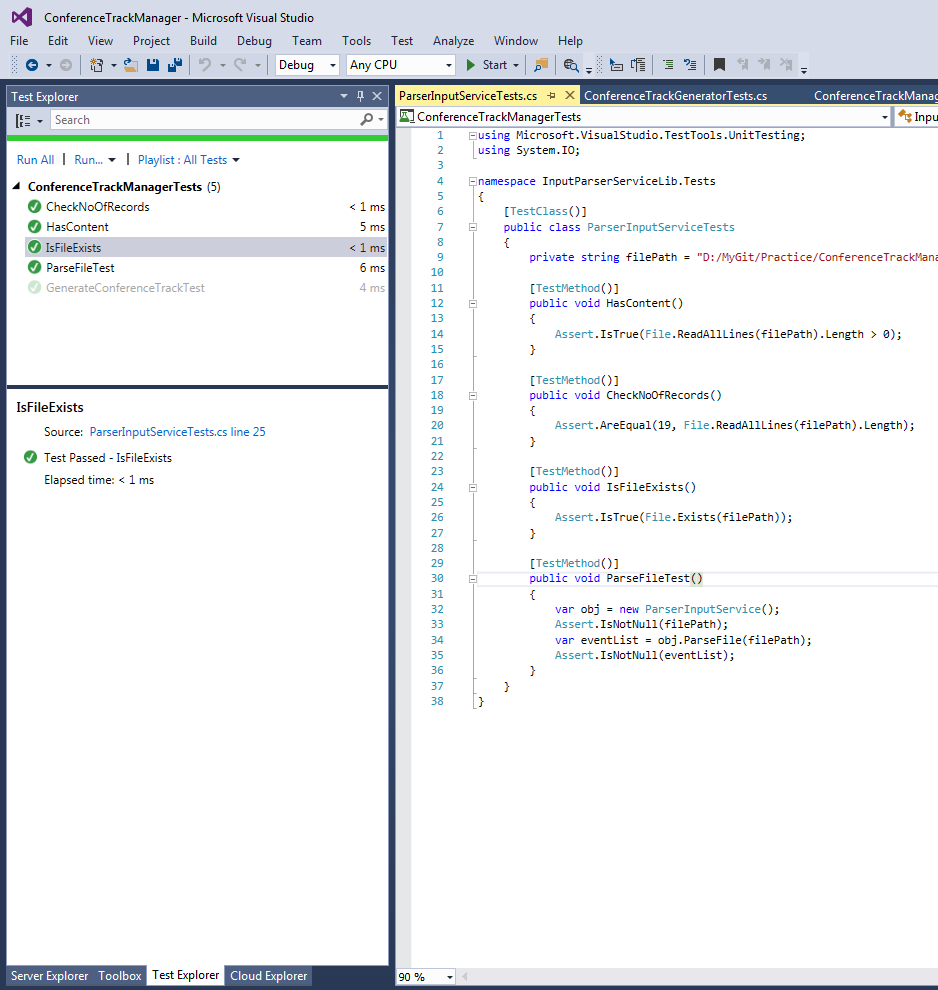 ConferenceTrackManager - Microsoft Visual Studio
File Edit View Project Build Debug Team Tools Test Analyze Window Help
Debug Any CPU Start
Test Explorer
Search
Run All | Run... | Playlist : All Tests
ConferenceTrackManagerTests (5)
CheckNoOfRecords < 1 ms
HasContent 5 ms
IsFileExists < 1 ms
ParseFileTest 6 ms
GenerateConferenceTrackTest 4 ms
IsFileExists
Source: ParserInputServiceTests.cs line 25
Test Passed - IsFileExists
Elapsed time: < 1 ms
Server Explorer Toolbox Test Explorer Cloud Explorer
ParserInputServiceTests.cs ConferenceTrackGeneratorTests.cs ConferenceTrackManag
ConferenceTrackManagerTests Inpu
1 using Microsoft.VisualStudio.TestTools.UnitTesting;
2 using System.IO;
3
4 namespace InputParserServiceLib.Tests
5 {
6 [TestClass()]
7 public class ParserInputServiceTests
8 {
9 private string filePath = "D:/MyGit/Practice/ConferenceTrackMana
10
11 [TestMethod()]
12 public void HasContent()
13 {
14 Assert.IsTrue(File.ReadAllLines(filePath).Length > 0);
15 }
16
17 [TestMethod()]
18 public void CheckNoOfRecords()
19 {
20 Assert.AreEqual(19, File.ReadAllLines(filePath).Length);
21 }
22
23 [TestMethod()]
24 public void IsFileExists()
25 {
26 Assert.IsTrue(File.Exists(filePath));
27 }
28
29 [TestMethod()]
30 public void ParseFileTest()
31 {
32 var obj = new ParserInputService();
33 Assert.IsNotNull(filePath);
34 var eventList = obj.ParseFile(filePath);
35 Assert.IsNotNull(eventList);
36 }
37 }
38 }
90 %